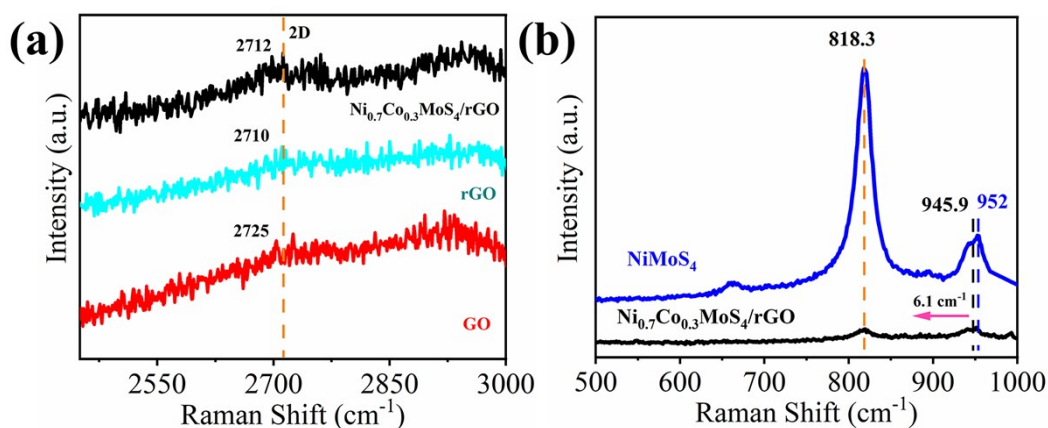 (a)
2712
2D
Ni0.7Co0.3MoS4/rGO
2710
rGO
2725
GO
Intensity (a.u.)
2550 2700 2850 3000
Raman Shift (cm-1)
(b)
818.3
945.9 952
NiMoS4
6.1 cm-1
Ni0.7Co0.3MoS4/rGO
Intensity (a.u.)
500 600 700 800 900 1000
Raman Shift (cm-1)